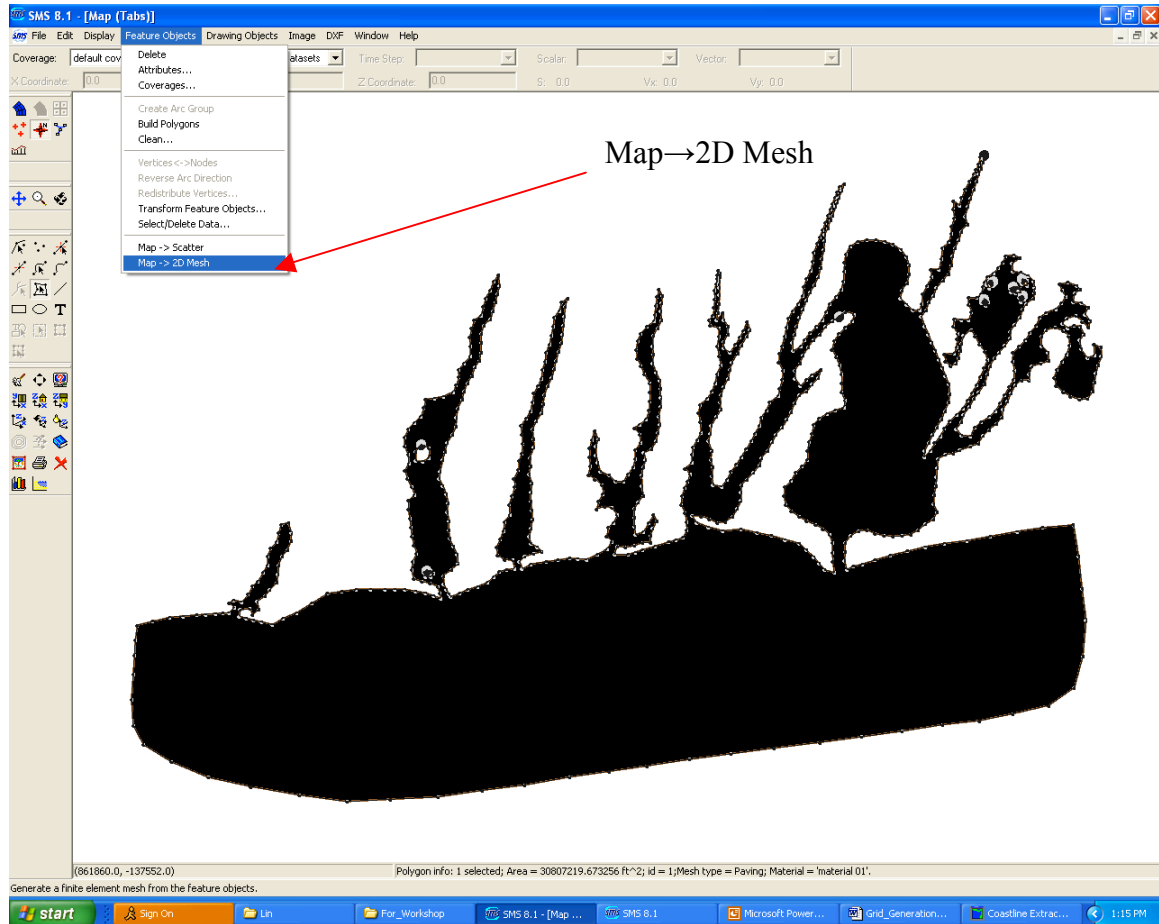 SMS 8.1 - [Map (Tabs)]
sms File Edit Display Feature Objects Drawing Objects Image DXF Window Help
Coverage: default cov atasets Time Step: Scalar: Vector:
X Coordinate: 0.0 Z Coordinate: 0.0 S: 0.0 Vx: 0.0 Vy: 0.0
Delete
Attributes...
Coverages...
Create Arc Group
Build Polygons
Clean...
Vertices<->Nodes
Reverse Arc Direction
Redistribute Vertices...
Transform Feature Objects...
Select/Delete Data...
Map -> Scatter
Map -> 2D Mesh
Map→2D Mesh
T
(861860.0, -137552.0) Polygon info: 1 selected; Area = 30807219.673256 ft^2; id = 1;Mesh type = Paving; Material = 'material 01'.
Generate a finite element mesh from the feature objects.
start Sign On Lin For_Workshop SMS 8.1 - [Map ... SMS 8.1 Microsoft Power... Grid_Generation... Coastline Extrac... 1:15 PM